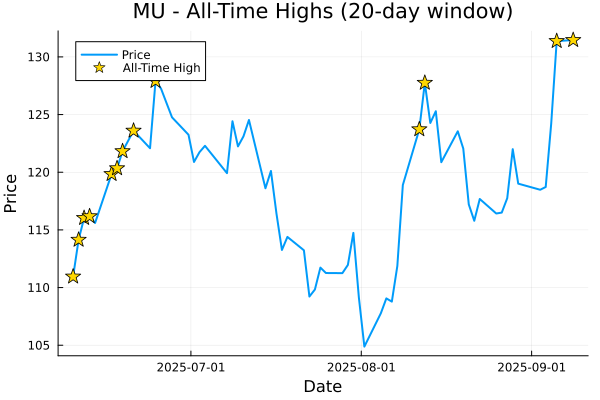 MU - All-Time Highs (20-day window)
Price
All-Time High
130
125
120
115
110
105
Price
2025-07-01
2025-08-01
2025-09-01
Date